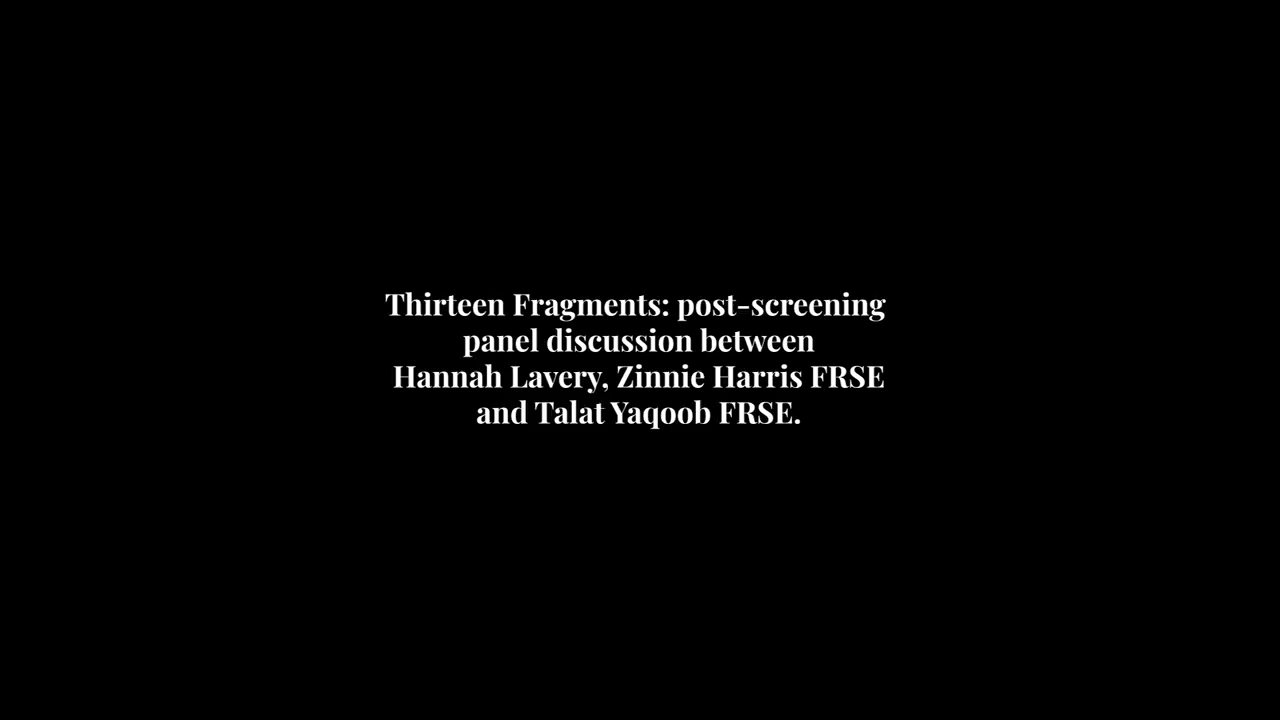 Thirteen Fragments: post-screening
panel discussion between
Hannah Lavery, Zinnie Harris FRSE
and Talat Yaqoob FRSE.